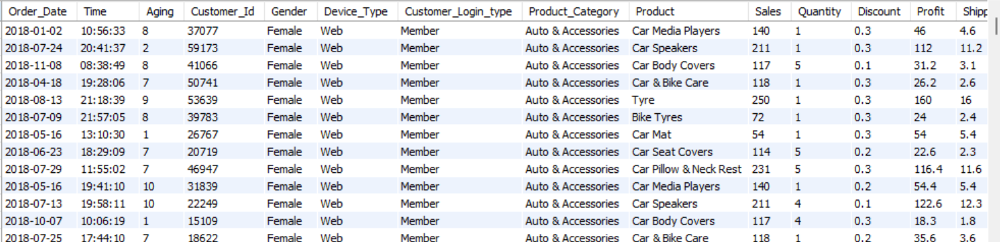 Order_Date Time Aging Customer_Id Gender Device_Type Customer_Login_type Product_Category Product Sales Quantity Discount Profit Shipp
2018-01-02 10:56:33 8 37077 Female Web Member Auto & Accessories Car Media Players 140 1 0.3 46 4.6
2018-07-24 20:41:37 2 59173 Female Web Member Auto & Accessories Car Speakers 211 1 0.3 112 11.2
2018-11-08 08:38:49 8 41066 Female Web Member Auto & Accessories Car Body Covers 117 5 0.1 31.2 3.1
2018-04-18 19:28:06 7 50741 Female Web Member Auto & Accessories Car & Bike Care 118 1 0.3 26.2 2.6
2018-08-13 21:18:39 9 53639 Female Web Member Auto & Accessories Tyre 250 1 0.3 160 16
2018-07-09 21:57:05 8 39783 Female Web Member Auto & Accessories Bike Tyres 72 1 0.3 24 2.4
2018-05-16 13:10:30 1 26767 Female Web Member Auto & Accessories Car Mat 54 1 0.3 54 5.4
2018-06-23 18:29:09 7 20719 Female Web Member Auto & Accessories Car Seat Covers 114 5 0.2 22.6 2.3
2018-07-29 11:55:02 7 46947 Female Web Member Auto & Accessories Car Pillow & Neck Rest 231 5 0.3 116.4 11.6
2018-05-16 19:41:10 10 31839 Female Web Member Auto & Accessories Car Media Players 140 1 0.2 54.4 5.4
2018-07-13 19:58:11 10 22249 Female Web Member Auto & Accessories Car Speakers 211 4 0.1 122.6 12.3
2018-10-07 10:06:19 1 15109 Female Web Member Auto & Accessories Car Body Covers 117 4 0.3 18.3 1.8
2018-07-25 17:44:10 7 18622 Female Web Member Auto & Accessories Car & Bike Care 118 1 0.2 35.6 3.6